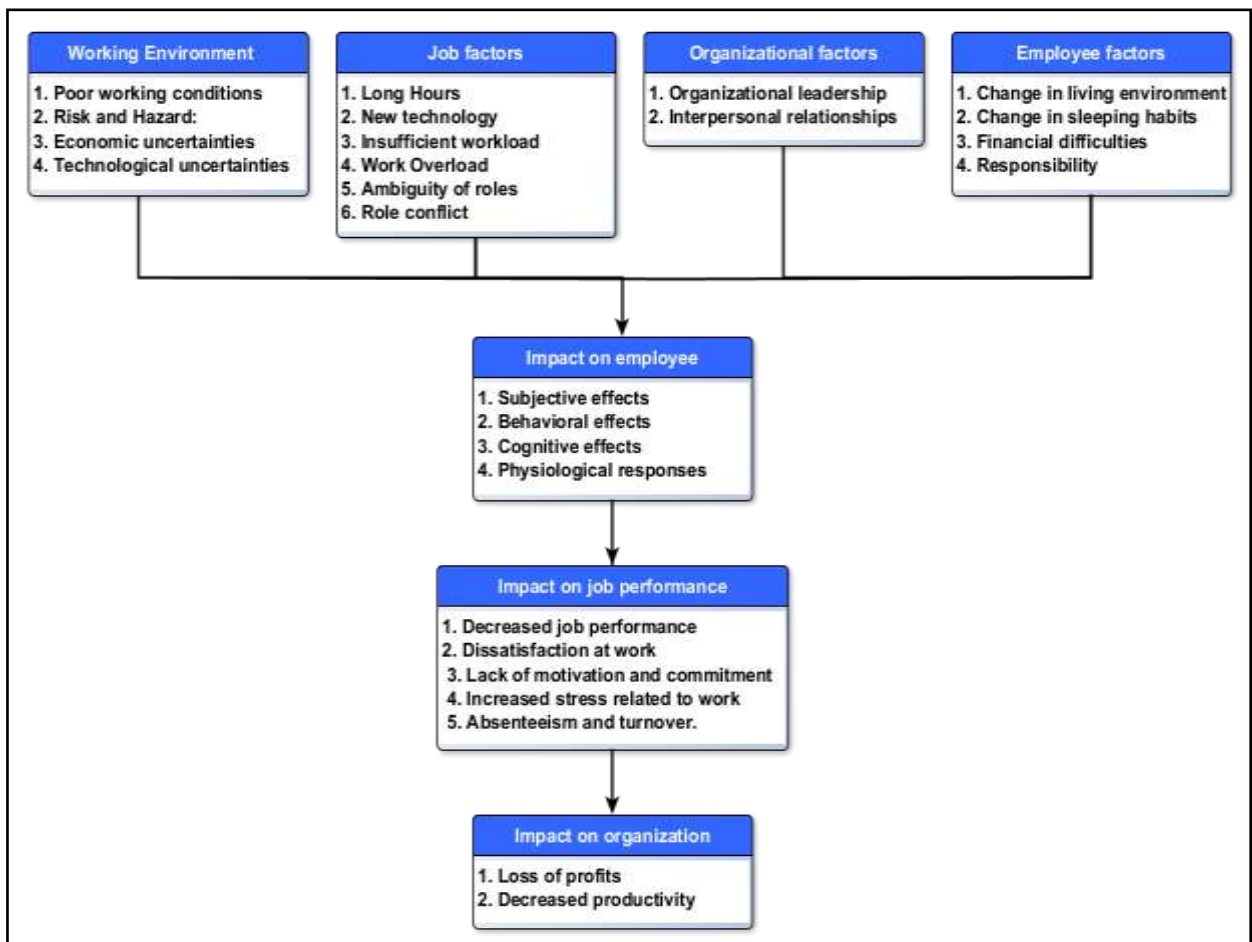 Working Environment
1. Poor working conditions
2. Risk and Hazard:
3. Economic uncertainties
4. Technological uncertainties
Job factors
1. Long Hours
2. New technology
3. Insufficient workload
4. Work Overload
5. Ambiguity of roles
6. Role conflict
Organizational factors
1. Organizational leadership
2. Interpersonal relationships
Employee factors
1. Change in living environment
2. Change in sleeping habits
3. Financial difficulties
4. Responsibility
Impact on employee
1. Subjective effects
2. Behavioral effects
3. Cognitive effects
4. Physiological responses
Impact on job performance
1. Decreased job performance
2. Dissatisfaction at work
3. Lack of motivation and commitment
4. Increased stress related to work
5. Absenteeism and turnover.
Impact on organization
1. Loss of profits
2. Decreased productivity